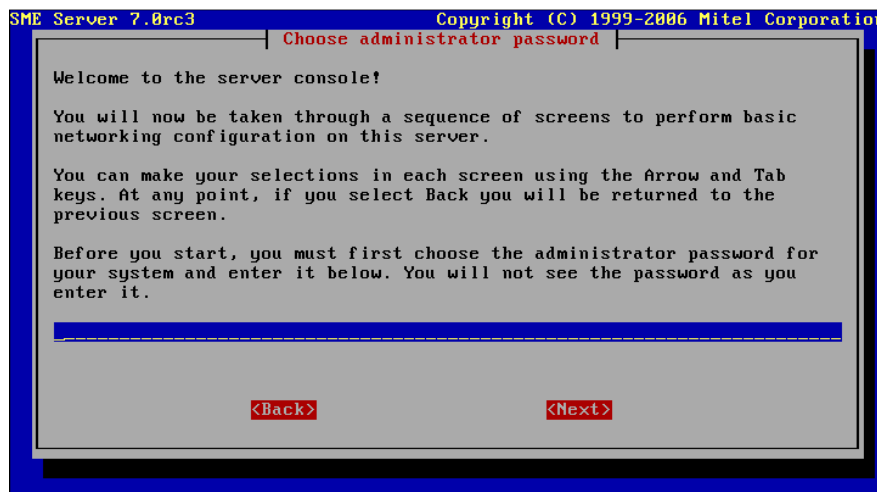 SME Server 7.0rc3 Copyright (C) 1999-2006 Mitel Corporation
Choose administrator password
Welcome to the server console!
You will now be taken through a sequence of screens to perform basic
networking configuration on this server.
You can make your selections in each screen using the Arrow and Tab
keys. At any point, if you select Back you will be returned to the
previous screen.
Before you start, you must first choose the administrator password for
your system and enter it below. You will not see the password as you
enter it.
<Back> <Next>